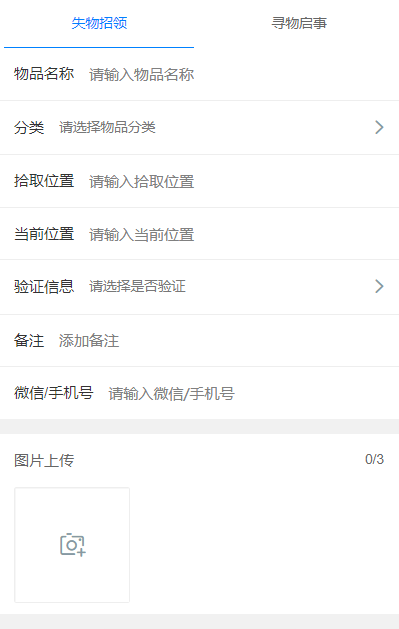 失物招领 寻物启事
物品名称 请输入物品名称
分类 请选择物品分类
拾取位置 请输入拾取位置
当前位置 请输入当前位置
验证信息 请选择是否验证
备注 添加备注
微信/手机号 请输入微信/手机号
图片上传 0/3